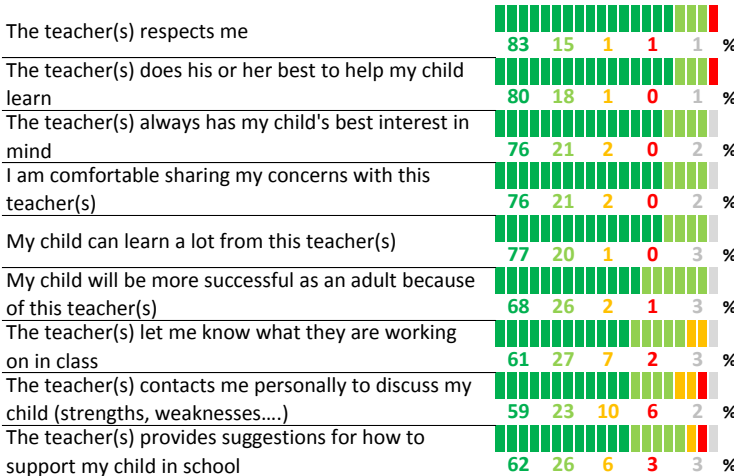 The teacher(s) respects me
83 15 1 1 1 %
The teacher(s) does his or her best to help my child
learn
80 18 1 0 1 %
The teacher(s) always has my child's best interest in
mind
76 21 2 0 2 %
I am comfortable sharing my concerns with this
teacher(s)
76 21 2 0 2 %
My child can learn a lot from this teacher(s)
77 20 1 0 3 %
My child will be more successful as an adult because
of this teacher(s)
68 26 2 1 3 %
The teacher(s) let me know what they are working
on in class
61 27 7 2 3 %
The teacher(s) contacts me personally to discuss my
child (strengths, weaknesses….)
59 23 10 6 2 %
The teacher(s) provides suggestions for how to
support my child in school
62 26 6 3 3 %